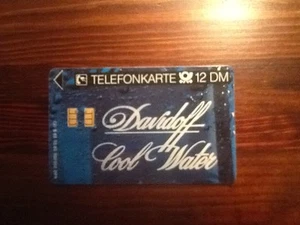 TELEFONKARTE 12 DM
Davidoff
Cool Water